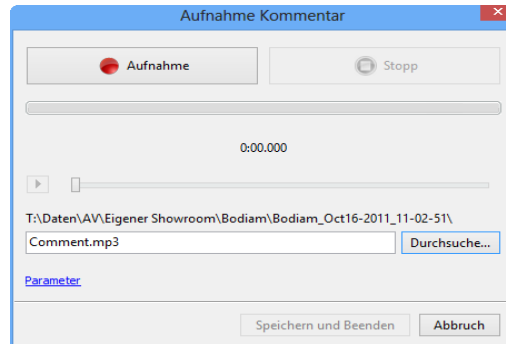 Aufnahme Kommentar
Aufnahme Stopp
0:00.000
T:\Daten\AV\Eigener Showroom\Bodiam\Bodiam_Oct16-2011_11-02-51\
Comment.mp3 Durchsuche...
Parameter
Speichern und Beenden Abbruch